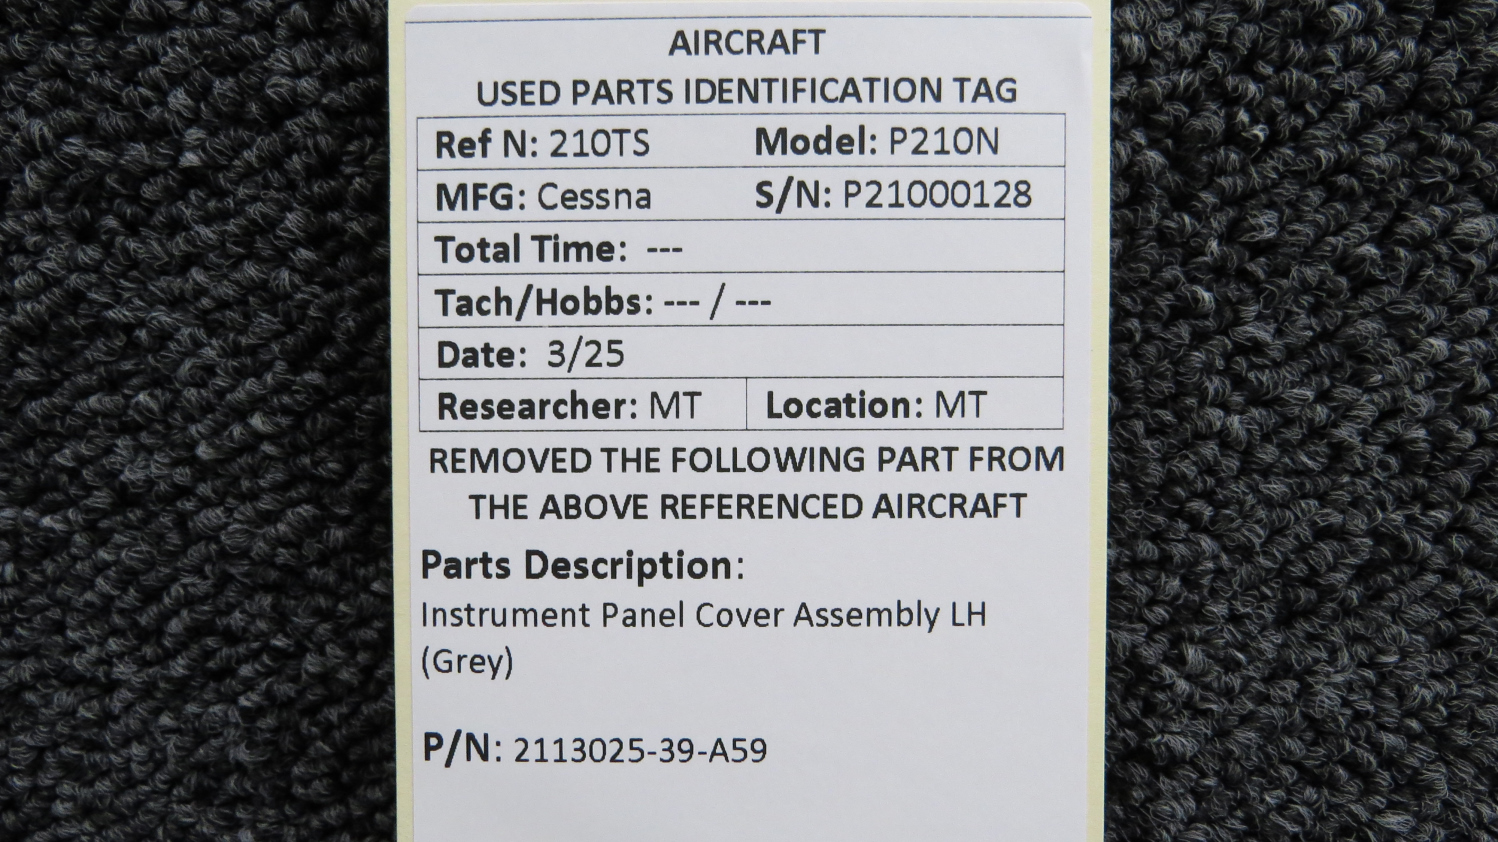 AIRCRAFT
USED PARTS IDENTIFICATION TAG
Ref N: 210TS Model: P210N
MFG: Cessna S/N: P21000128
Total Time: ---
Tach/Hobbs: --- / ---
Date: 3/25
Researcher: MT Location: MT
REMOVED THE FOLLOWING PART FROM
THE ABOVE REFERENCED AIRCRAFT
Parts Description:
Instrument Panel Cover Assembly LH
(Grey)
P/N: 2113025-39-A59